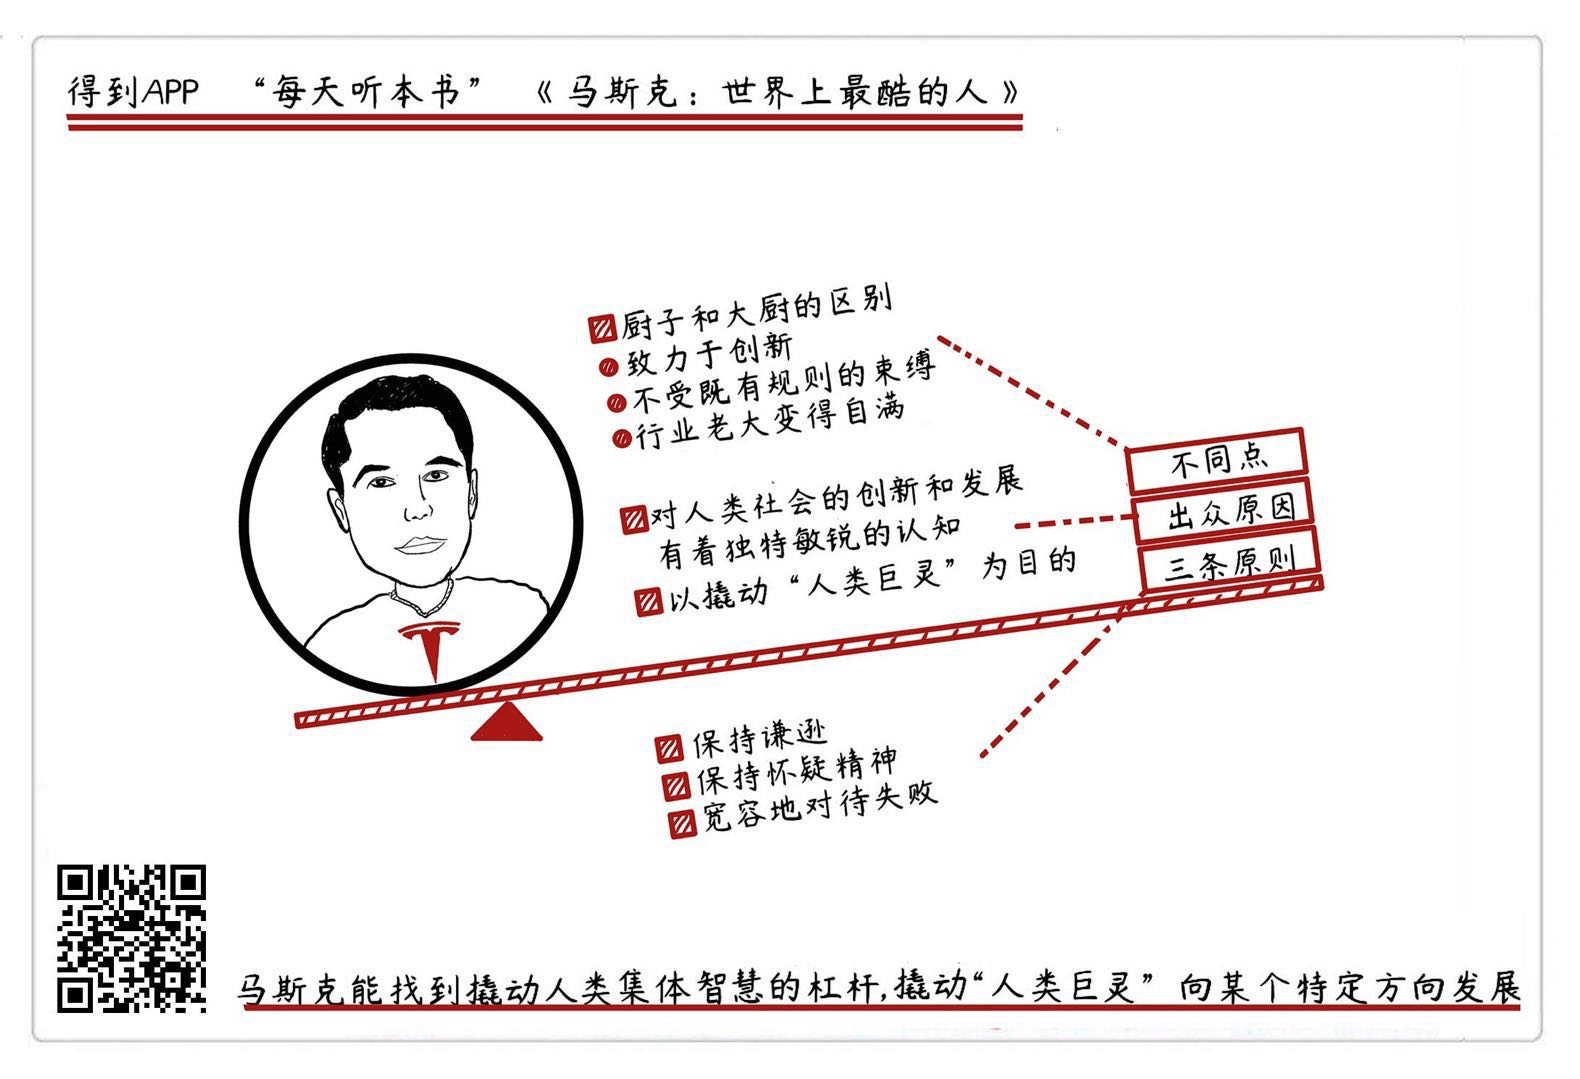 得到APP “每天听本书” 《马斯克：世界上最酷的人》
厨子和大厨的区别
致力于创新
不受既有规则的束缚
行业老大变得自满
对人类社会的创新和发展
有着独特敏锐的认知
以撬动“人类巨灵”为目的
不同点
出众原因
三条原则
保持谦逊
保持怀疑精神
宽容地对待失败
马斯克能找到撬动人类集体智慧的杠杆,撬动“人类巨灵”向某个特定方向发展